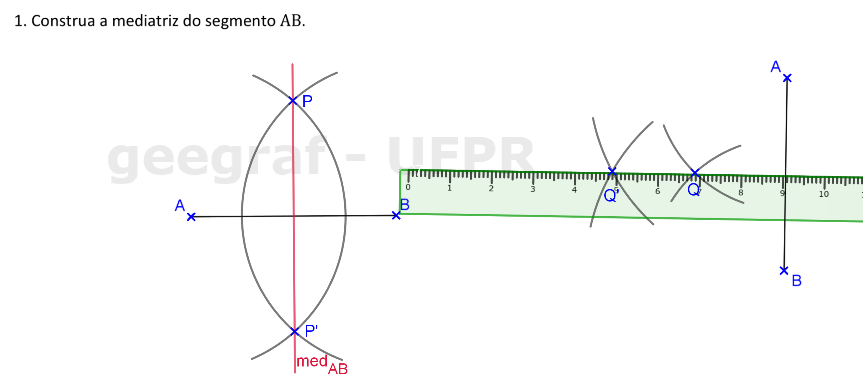 1. Construa a mediatriz do segmento AB.
A
P
geegraf - UFPR
0 1 2 3 4 5 6 7 8 9 10
Q' Q
A
B
B
P'
med AB